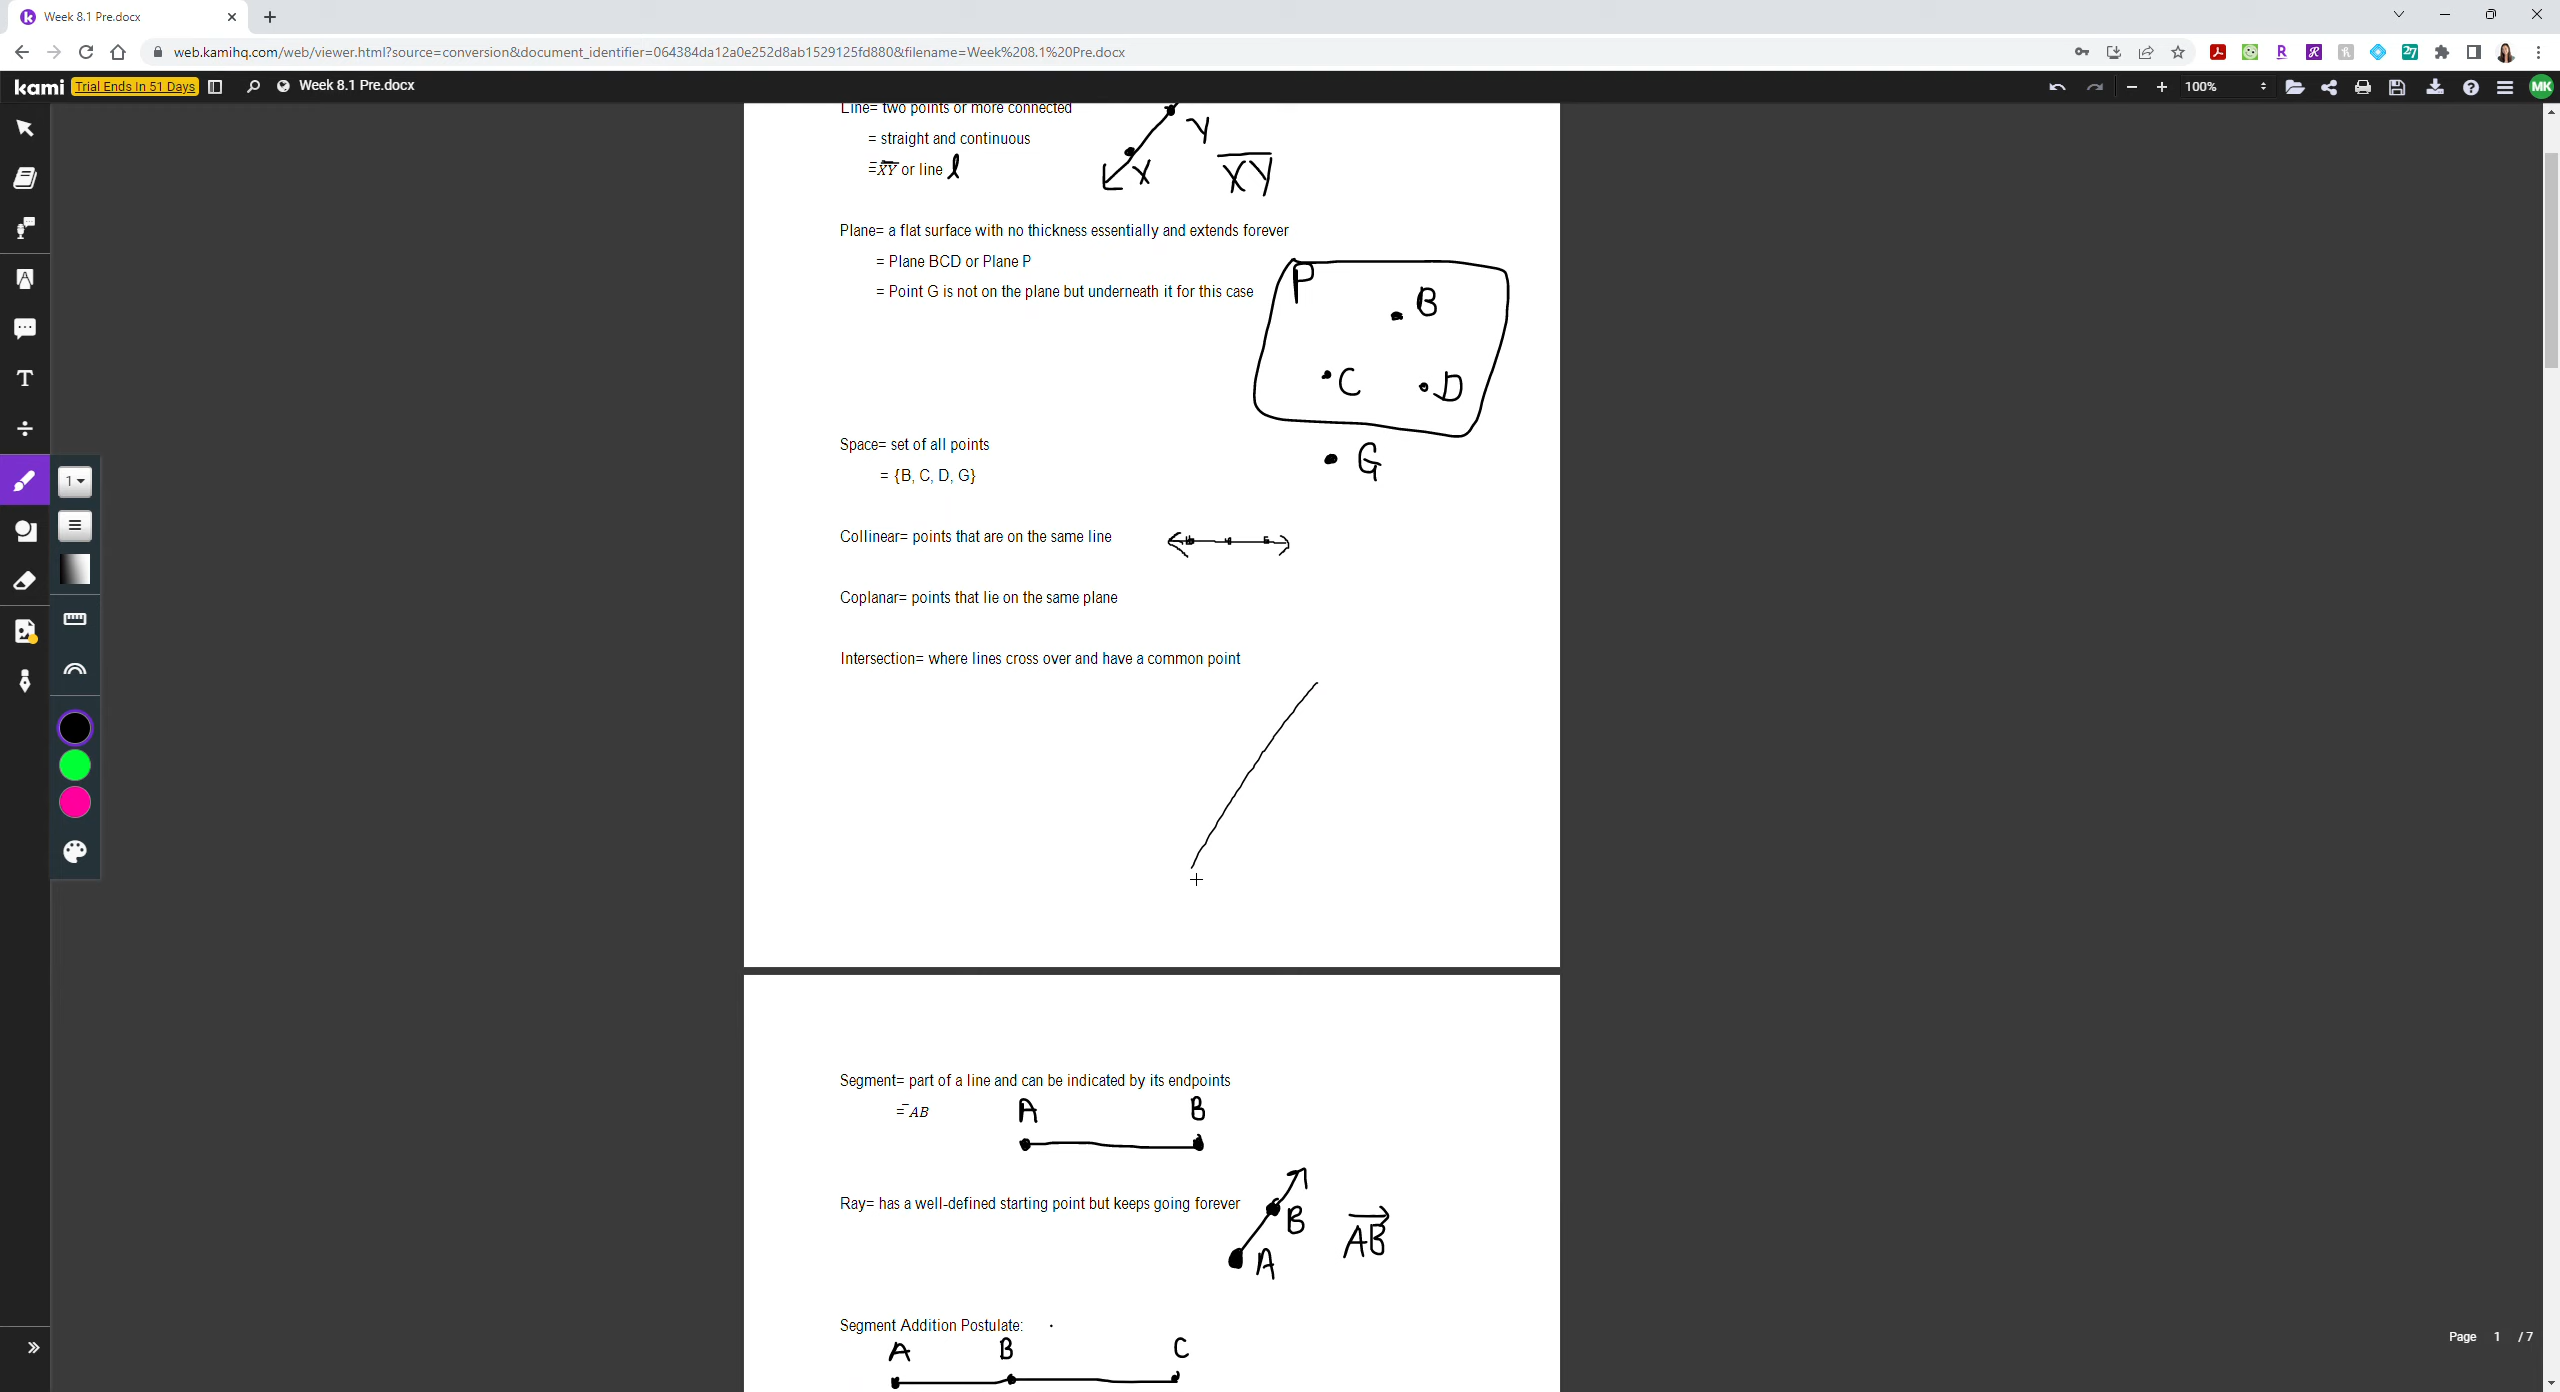 Week 8.1 Pre.docx
web.kamihq.com/web/viewer.html?source=conversion&document_identifier=064384da12a0e252d8ab1529125fd880&filename=Week%208.1%20Pre.docx
kami Trial Ends In 51 Days Week 8.1 Pre.docx 100% MK
Line= two points or more connected
= straight and continuous
= XY or line l
Y
X
XY
Plane= a flat surface with no thickness essentially and extends forever
= Plane BCD or Plane P
= Point G is not on the plane but underneath it for this case
P
B
C
D
G
Space= set of all points
= {B, C, D, G}
Collinear= points that are on the same line
Coplanar= points that lie on the same plane
Intersection= where lines cross over and have a common point
1
Segment= part of a line and can be indicated by its endpoints
= AB
A B
Ray= has a well-defined starting point but keeps going forever
B
A
AB
Segment Addition Postulate:
A B C
Page 1 / 7